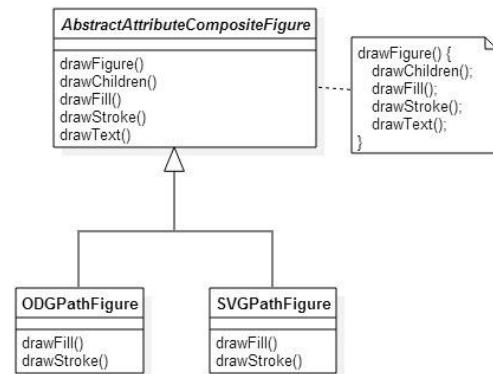 AbstractAttributeCompositeFigure
drawFigure()
drawChildren()
drawFill()
drawStroke()
drawText()
drawFigure() {
drawChildren();
drawFill();
drawStroke();
drawText();
}
ODGPathFigure
drawFill()
drawStroke()
SVGPathFigure
drawFill()
drawStroke()